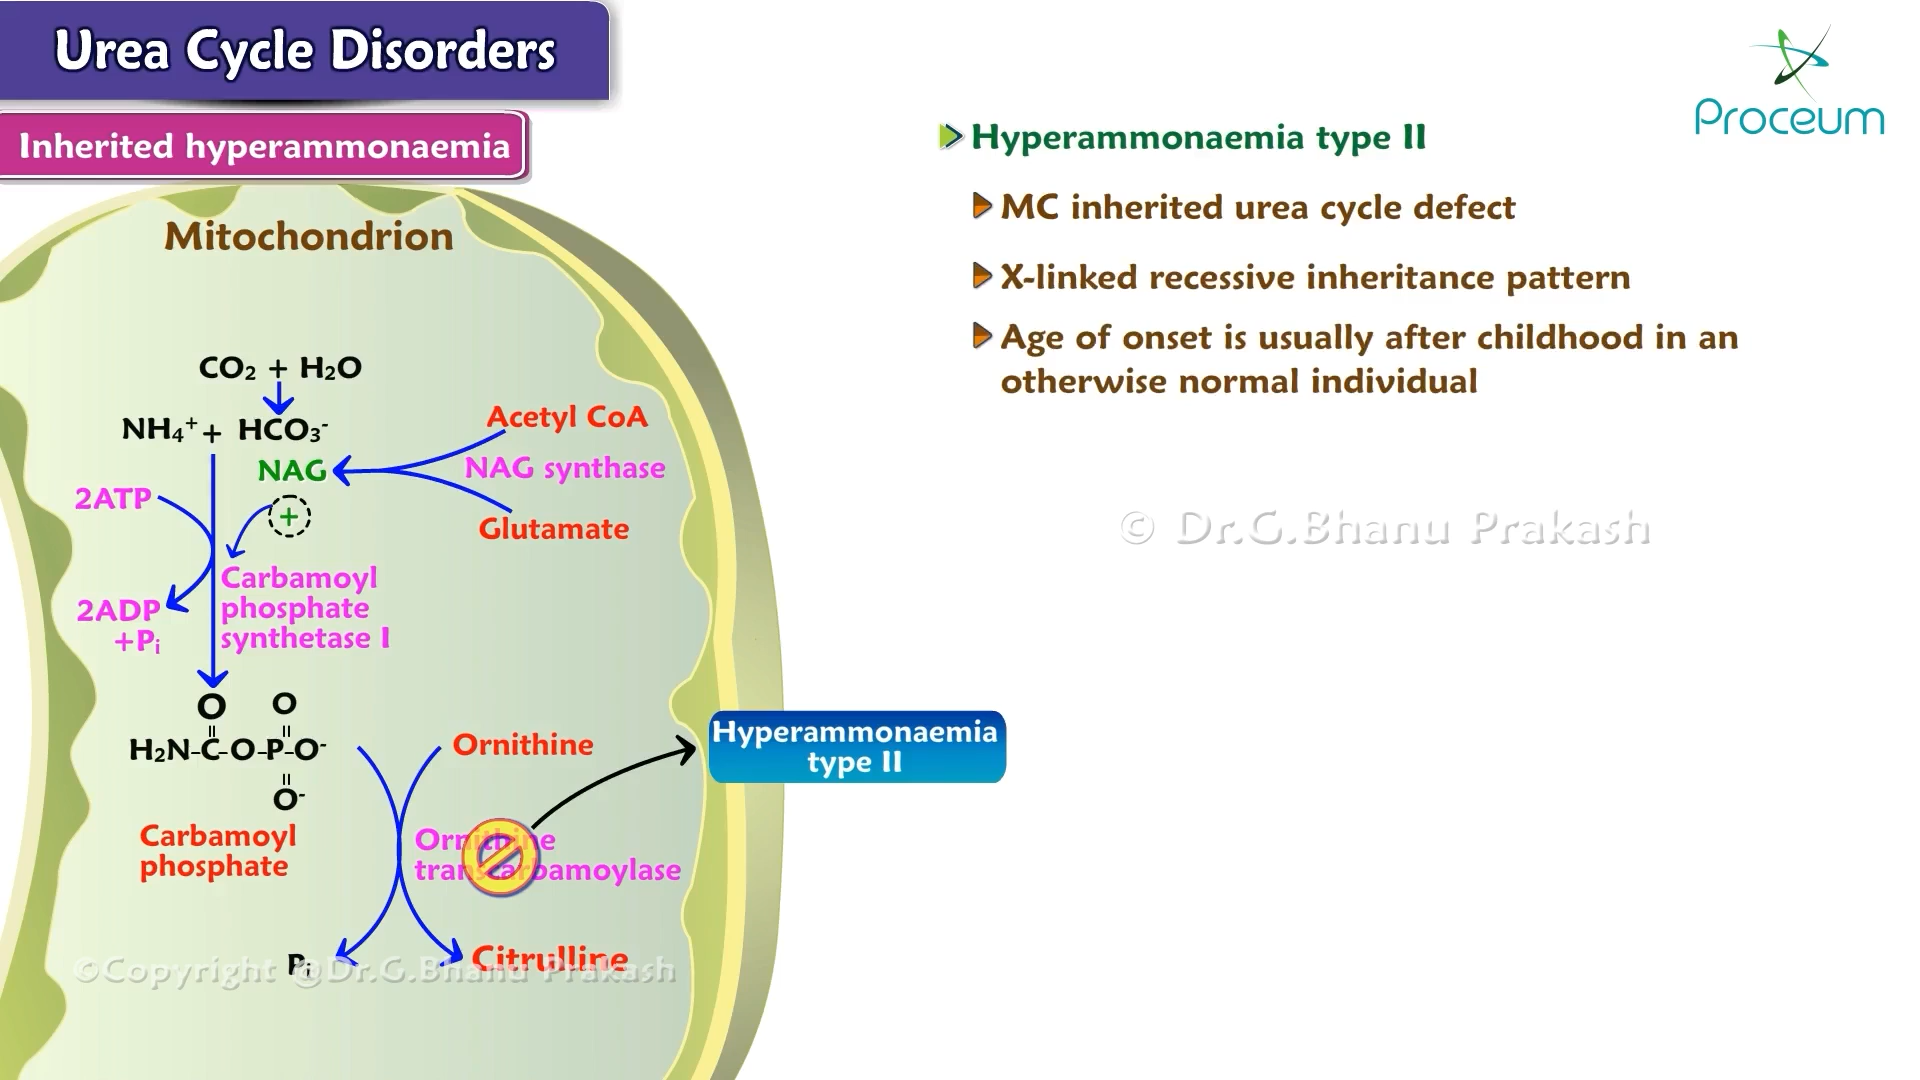 Urea Cycle Disorders
Inherited hyperammonaemia
Proceum
Hyperammonaemia type II
MC inherited urea cycle defect
X-linked recessive inheritance pattern
Age of onset is usually after childhood in an
otherwise normal individual
© Dr.G.Bhanu Prakash
Mitochondrion
CO₂ + H₂O
NH₄⁺ + HCO₃⁻
Acetyl CoA
NAG
NAG synthase
2ATP
+
Glutamate
Carbamoyl
phosphate
synthetase I
2ADP
+Pᵢ
O O
H₂N-C-O-P-O⁻
O⁻
Carbamoyl
phosphate
Ornithine
Ornithine
transcarbamoylase
Hyperammonaemia
type II
Pᵢ
Citrulline
©Copyright @Dr.G.Bhanu Prakash